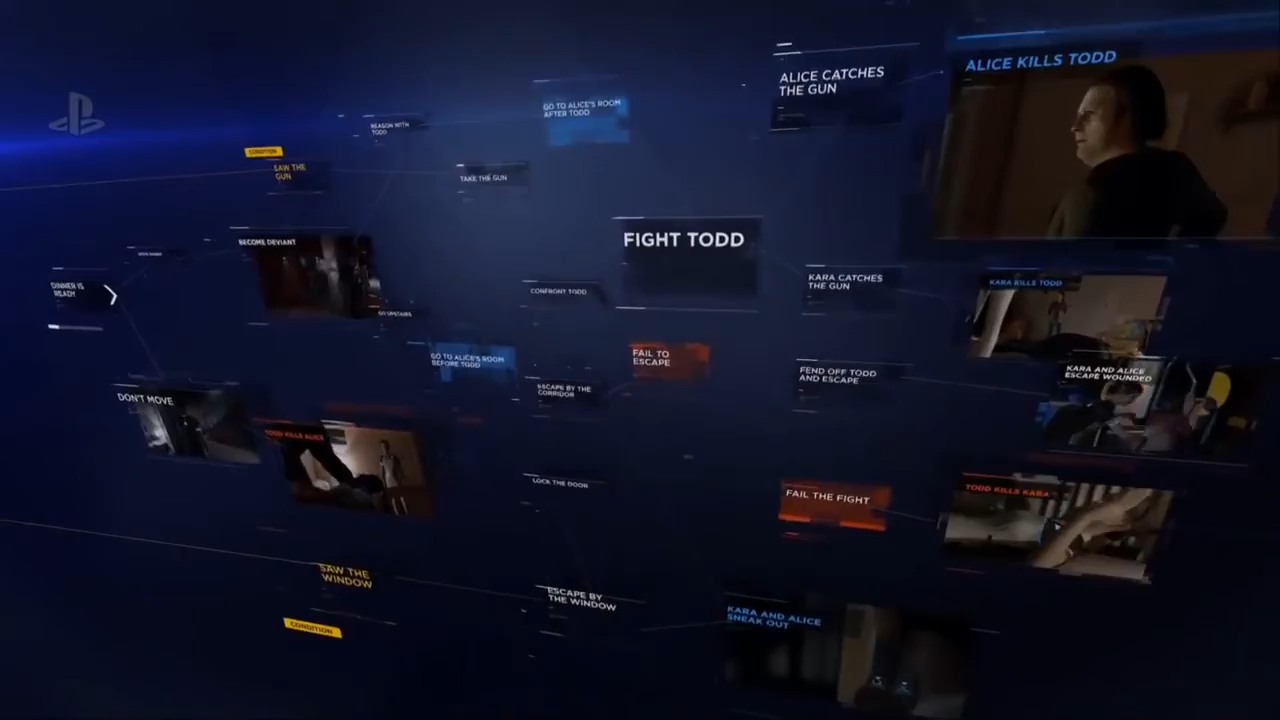 ALICE KILLS TODD
ALICE CATCHES
THE GUN
GO TO ALICE'S ROOM
AFTER TODD
REASON WITH
TODD
CONDITION
SAW THE
GUN
TAKE THE GUN
FIGHT TODD
BECOME DEVIANT
DINNER IS
READY
CONFRONT TODD
KARA CATCHES
THE GUN
KARA KILLS TODD
GO UPSTAIRS
GO TO ALICE'S ROOM
BEFORE TODD
FAIL TO
ESCAPE
ESCAPE BY THE
CORRIDOR
FEND OFF TODD
AND ESCAPE
KARA AND ALICE
ESCAPE WOUNDED
DON'T MOVE
TODD KILLS ALICE
LOCK THE DOOR
FAIL THE FIGHT
TODD KILLS KARA
SAW THE
WINDOW
CONDITION
ESCAPE BY
THE WINDOW
KARA AND ALICE
SNEAK OUT